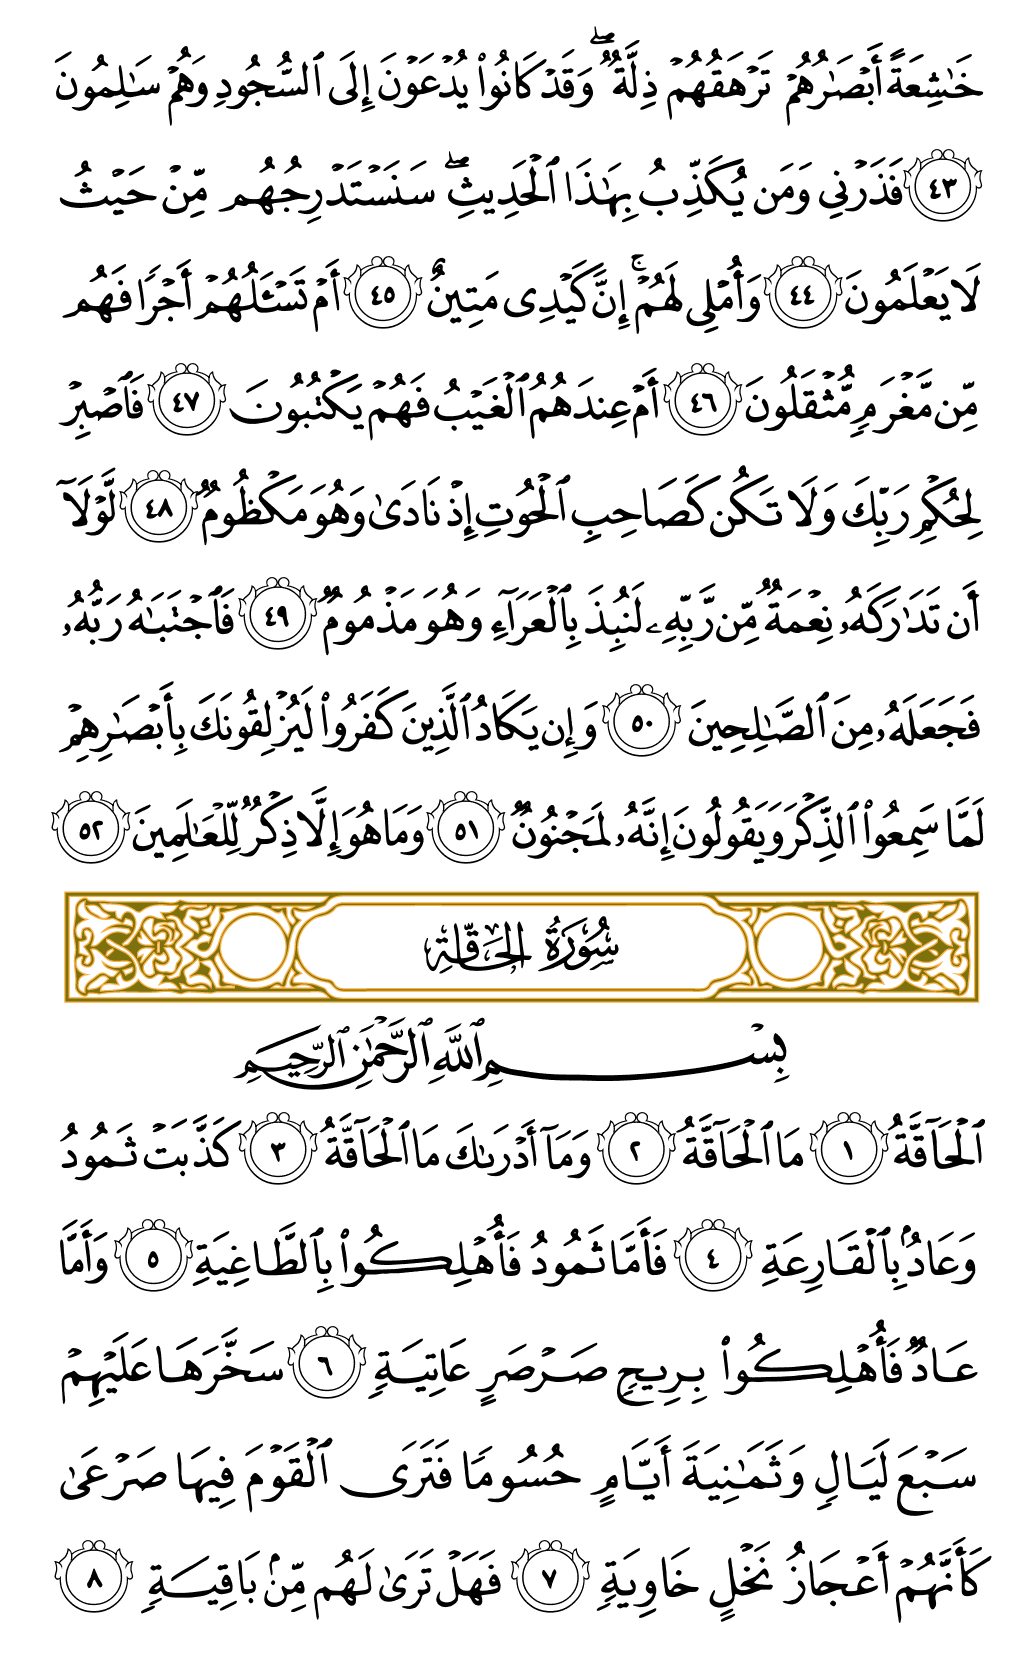 خَٰشِعَةً أَبْصَٰرُهُمْ تَرْهَقُهُمْ ذِلَّةٌ ۖ وَقَدْ كَانُوا۟ يُدْعَوْنَ إِلَى ٱلسُّجُودِ وَهُمْ سَٰلِمُونَ
٤٣ فَذَرْنِى وَمَن يُكَذِّبُ بِهَٰذَا ٱلْحَدِيثِ ۖ سَنَسْتَدْرِجُهُم مِّنْ حَيْثُ
لَا يَعْلَمُونَ ٤٤ وَأُمْلِى لَهُمْ ۚ إِنَّ كَيْدِى مَتِينٌ ٤٥ أَمْ تَسْـَٔلُهُمْ أَجْرًا فَهُم
مِّن مَّغْرَمٍ مُّثْقَلُونَ ٤٦ أَمْ عِندَهُمُ ٱلْغَيْبُ فَهُمْ يَكْتُبُونَ ٤٧ فَٱصْبِرْ
لِحُكْمِ رَبِّكَ وَلَا تَكُن كَصَاحِبِ ٱلْحُوتِ إِذْ نَادَىٰ وَهُوَ مَكْظُومٌ ٤٨ لَّوْلَآ
أَن تَدَٰرَكَهُۥ نِعْمَةٌ مِّن رَّبِّهِۦ لَنُبِذَ بِٱلْعَرَآءِ وَهُوَ مَذْمُومٌ ٤٩ فَٱجْتَبَٰهُ رَبُّهُۥ
فَجَعَلَهُۥ مِنَ ٱلصَّٰلِحِينَ ٥٠ وَإِن يَكَادُ ٱلَّذِينَ كَفَرُوا۟ لَيُزْلِقُونَكَ بِأَبْصَٰرِهِمْ
لَمَّا سَمِعُوا۟ ٱلذِّكْرَ وَيَقُولُونَ إِنَّهُۥ لَمَجْنُونٌ ٥١ وَمَا هُوَ إِلَّا ذِكْرٌ لِّلْعَٰلَمِينَ ٥٢
سُورَةُ الحَاقَّةِ
بِسْمِ ٱللَّهِ ٱلرَّحْمَٰنِ ٱلرَّحِيمِ
ٱلْحَآقَّةُ ١ مَا ٱلْحَآقَّةُ ٢ وَمَآ أَدْرَىٰكَ مَا ٱلْحَآقَّةُ ٣ كَذَّبَتْ ثَمُودُ
وَعَادٌۢ بِٱلْقَارِعَةِ ٤ فَأَمَّا ثَمُودُ فَأُهْلِكُوا۟ بِٱلطَّاغِيَةِ ٥ وَأَمَّا
عَادٌ فَأُهْلِكُوا۟ بِرِيحٍ صَرْصَرٍ عَاتِيَةٍ ٦ سَخَّرَهَا عَلَيْهِمْ
سَبْعَ لَيَالٍ وَثَمَٰنِيَةَ أَيَّامٍ حُسُومًا فَتَرَى ٱلْقَوْمَ فِيهَا صَرْعَىٰ
كَأَنَّهُمْ أَعْجَازُ نَخْلٍ خَاوِيَةٍ ٧ فَهَلْ تَرَىٰ لَهُم مِّنۢ بَاقِيَةٍ ٨